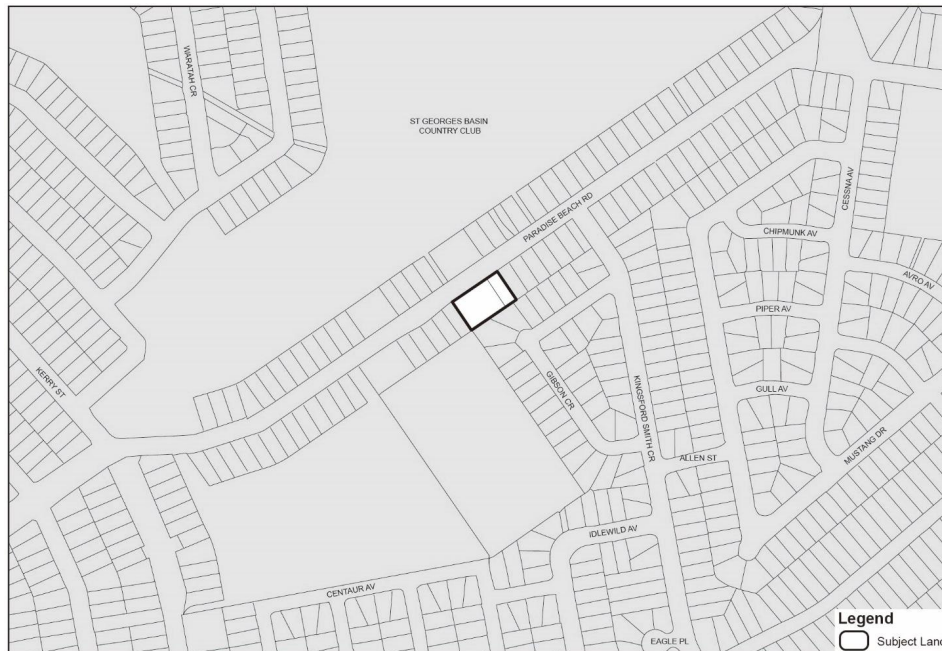 WARATAH CR
ST GEORGES BASIN
COUNTRY CLUB
PARADISE BEACH RD
CESSNA AV
CHIPMUNK AV
AVRO AV
PIPER AV
KERRY ST
GIBSON CR
KINGSFORD SMITH CR
GULL AV
MUSTANG DR
ALLEN ST
IDLEWILD AV
CENTAUR AV
EAGLE PL
Legend
Subject Land